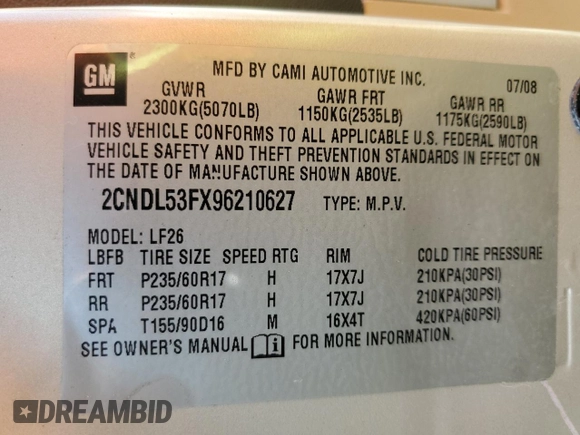 GM
MFD BY CAMI AUTOMOTIVE INC.
07/08
GVWR GAWR FRT GAWR RR
2300KG(5070LB) 1150KG(2535LB) 1175KG(2590LB)
THIS VEHICLE CONFORMS TO ALL APPLICABLE U.S. FEDERAL MOTOR
VEHICLE SAFETY AND THEFT PREVENTION STANDARDS IN EFFECT ON
THE DATE OF MANUFACTURE SHOWN ABOVE.
2CNDL53FX96210627 TYPE: M.P.V.
MODEL: LF26
LBFB TIRE SIZE SPEED RTG RIM COLD TIRE PRESSURE
FRT P235/60R17 H 17X7J 210KPA(30PSI)
RR P235/60R17 H 17X7J 210KPA(30PSI)
SPA T155/90D16 M 16X4T 420KPA(60PSI)
SEE OWNER'S MANUAL i FOR MORE INFORMATION.
DREAMBID